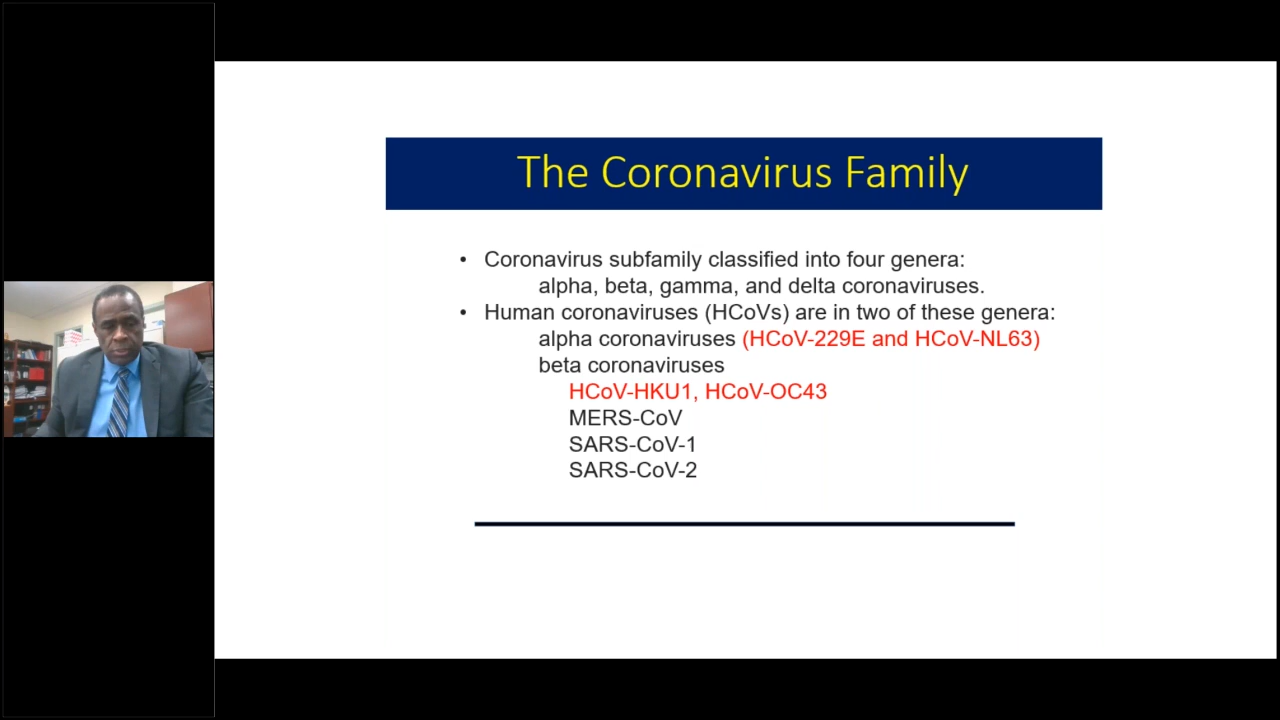 The Coronavirus Family
• Coronavirus subfamily classified into four genera:
alpha, beta, gamma, and delta coronaviruses.
• Human coronaviruses (HCoVs) are in two of these genera:
alpha coronaviruses (HCoV-229E and HCoV-NL63)
beta coronaviruses
HCoV-HKU1, HCoV-OC43
MERS-CoV
SARS-CoV-1
SARS-CoV-2